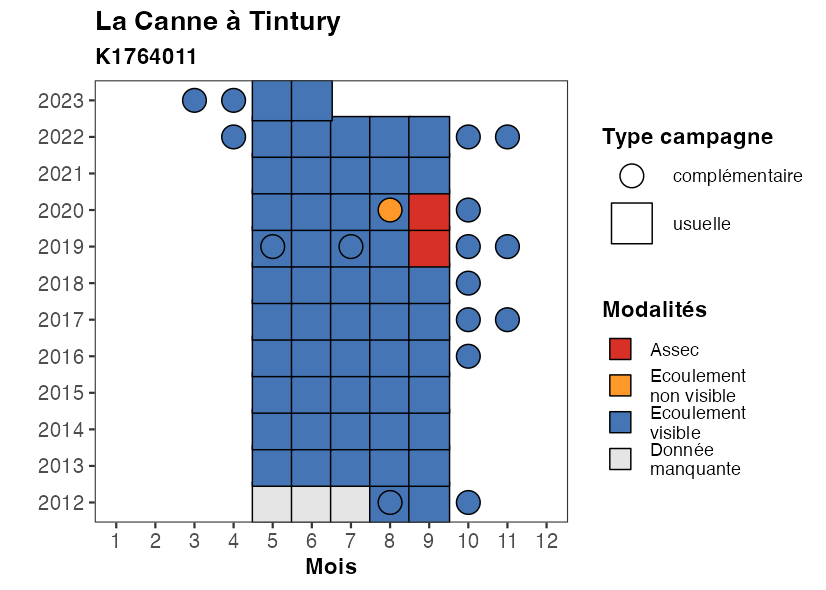 La Canne à Tintury
K1764011
2023
2022
2021
2020
2019
2018
2017
2016
2015
2014
2013
2012
1 2 3 4 5 6 7 8 9 10 11 12
Mois
Type campagne
complémentaire
usuelle
Modalités
Assec
Ecoulement
non visible
Ecoulement
visible
Donnée
manquante